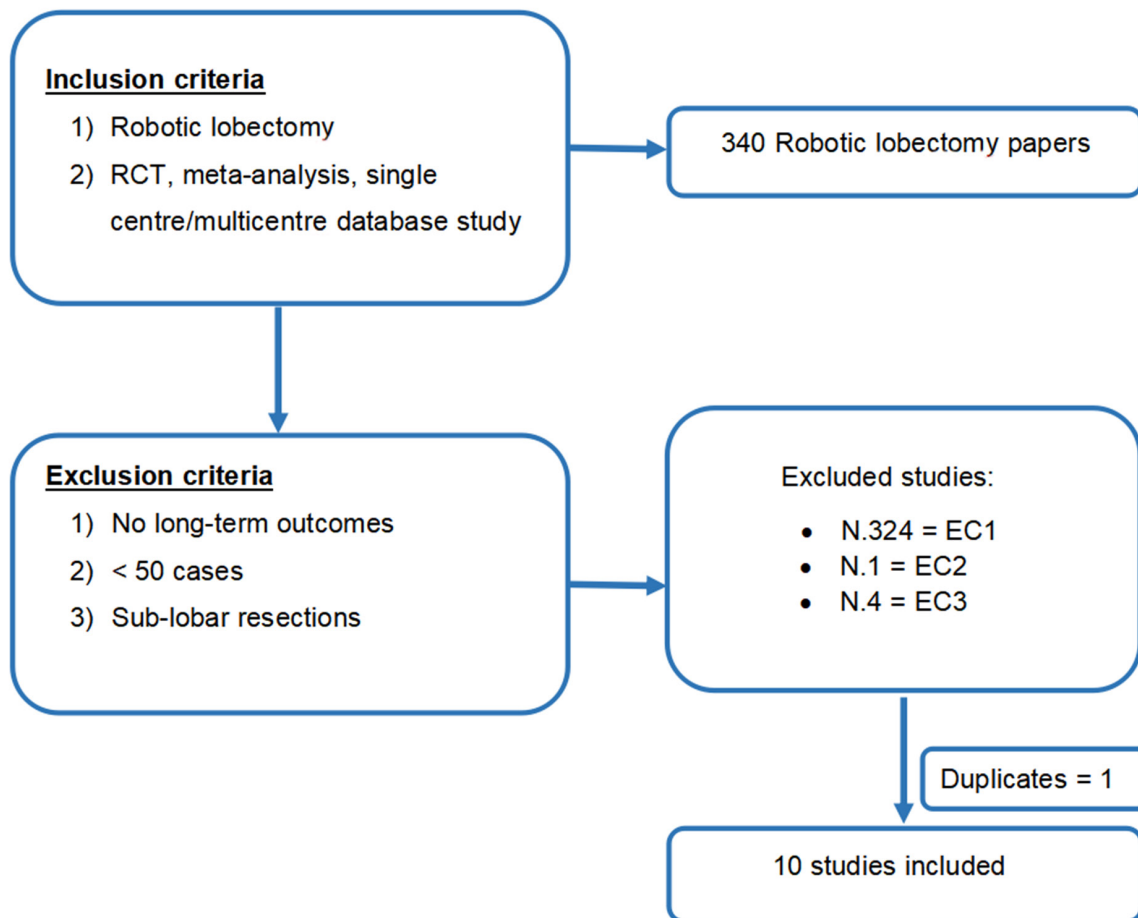 Inclusion criteria
1) Robotic lobectomy
2) RCT, meta-analysis, single
centre/multicentre database study
340 Robotic lobectomy papers
Exclusion criteria
1) No long-term outcomes
2) < 50 cases
3) Sub-lobar resections
Excluded studies:
• N.324 = EC1
• N.1 = EC2
• N.4 = EC3
Duplicates = 1
10 studies included